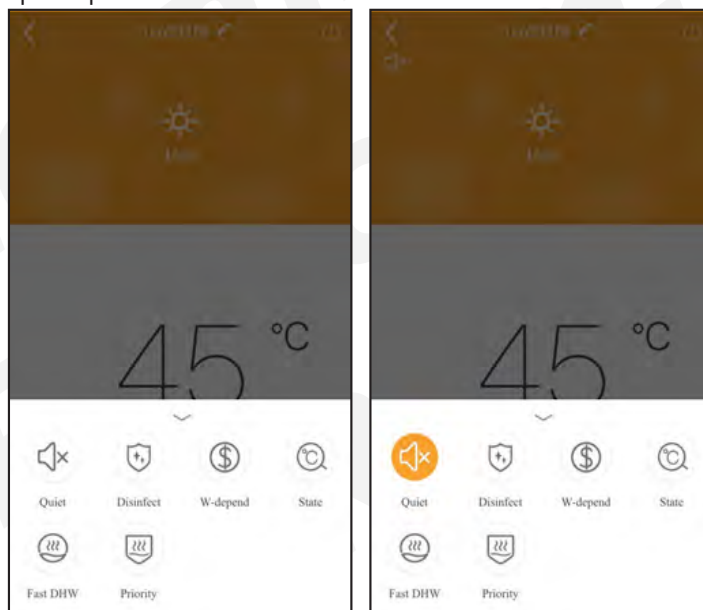 45 °C
45 °C
Quiet Disinfect W-depend State
Quiet Disinfect W-depend State
Fast DHW Priority
Fast DHW Priority